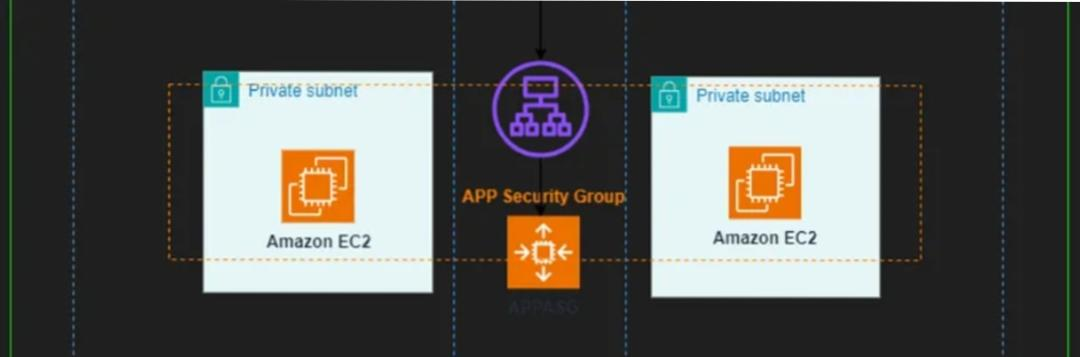 Private subnet
Private subnet
APP Security Group
Amazon EC2
Amazon EC2
APPASG